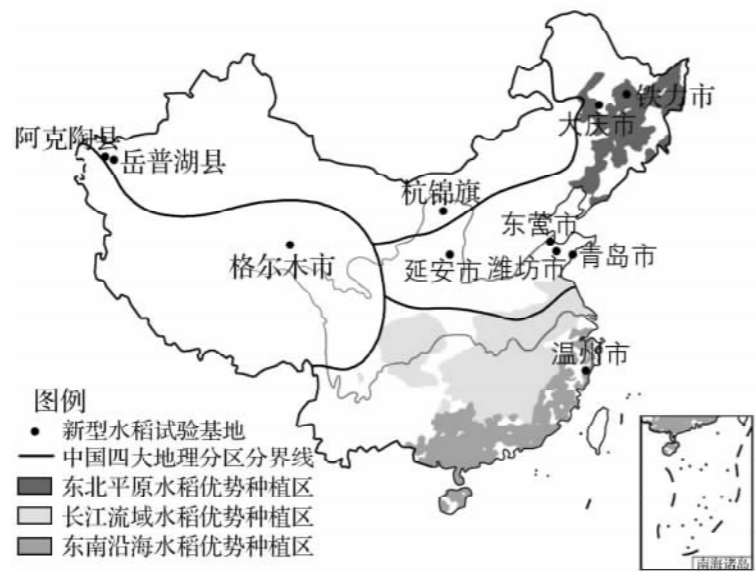 铁力市
大庆市
阿克陶县
岳普湖县
杭锦旗
东营市
格尔木市
延安市
潍坊市
青岛市
温州市
图例
新型水稻试验基地
中国四大地理分区分界线
东北平原水稻优势种植区
长江流域水稻优势种植区
东南沿海水稻优势种植区
南海诸岛